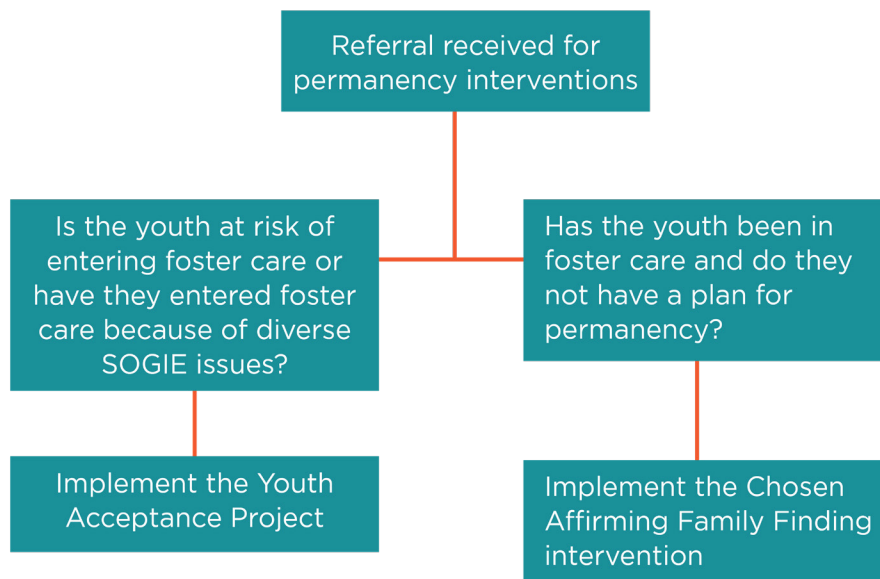 Referral received for
permanency interventions
Is the youth at risk of
entering foster care or
have they entered foster
care because of diverse
SOGIE issues?
Has the youth been in
foster care and do they
not have a plan for
permanency?
Implement the Youth
Acceptance Project
Implement the Chosen
Affirming Family Finding
intervention